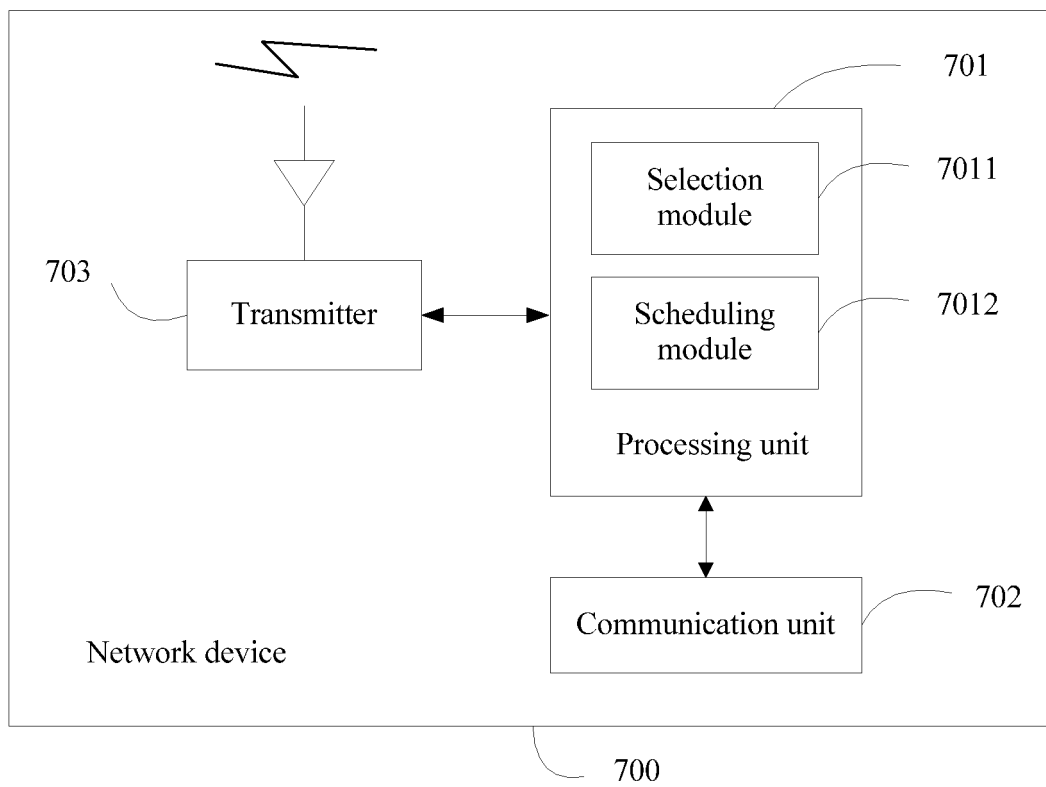 701
Selection
module
7011
703
Transmitter
Scheduling
module
7012
Processing unit
Communication unit
702
Network device
700